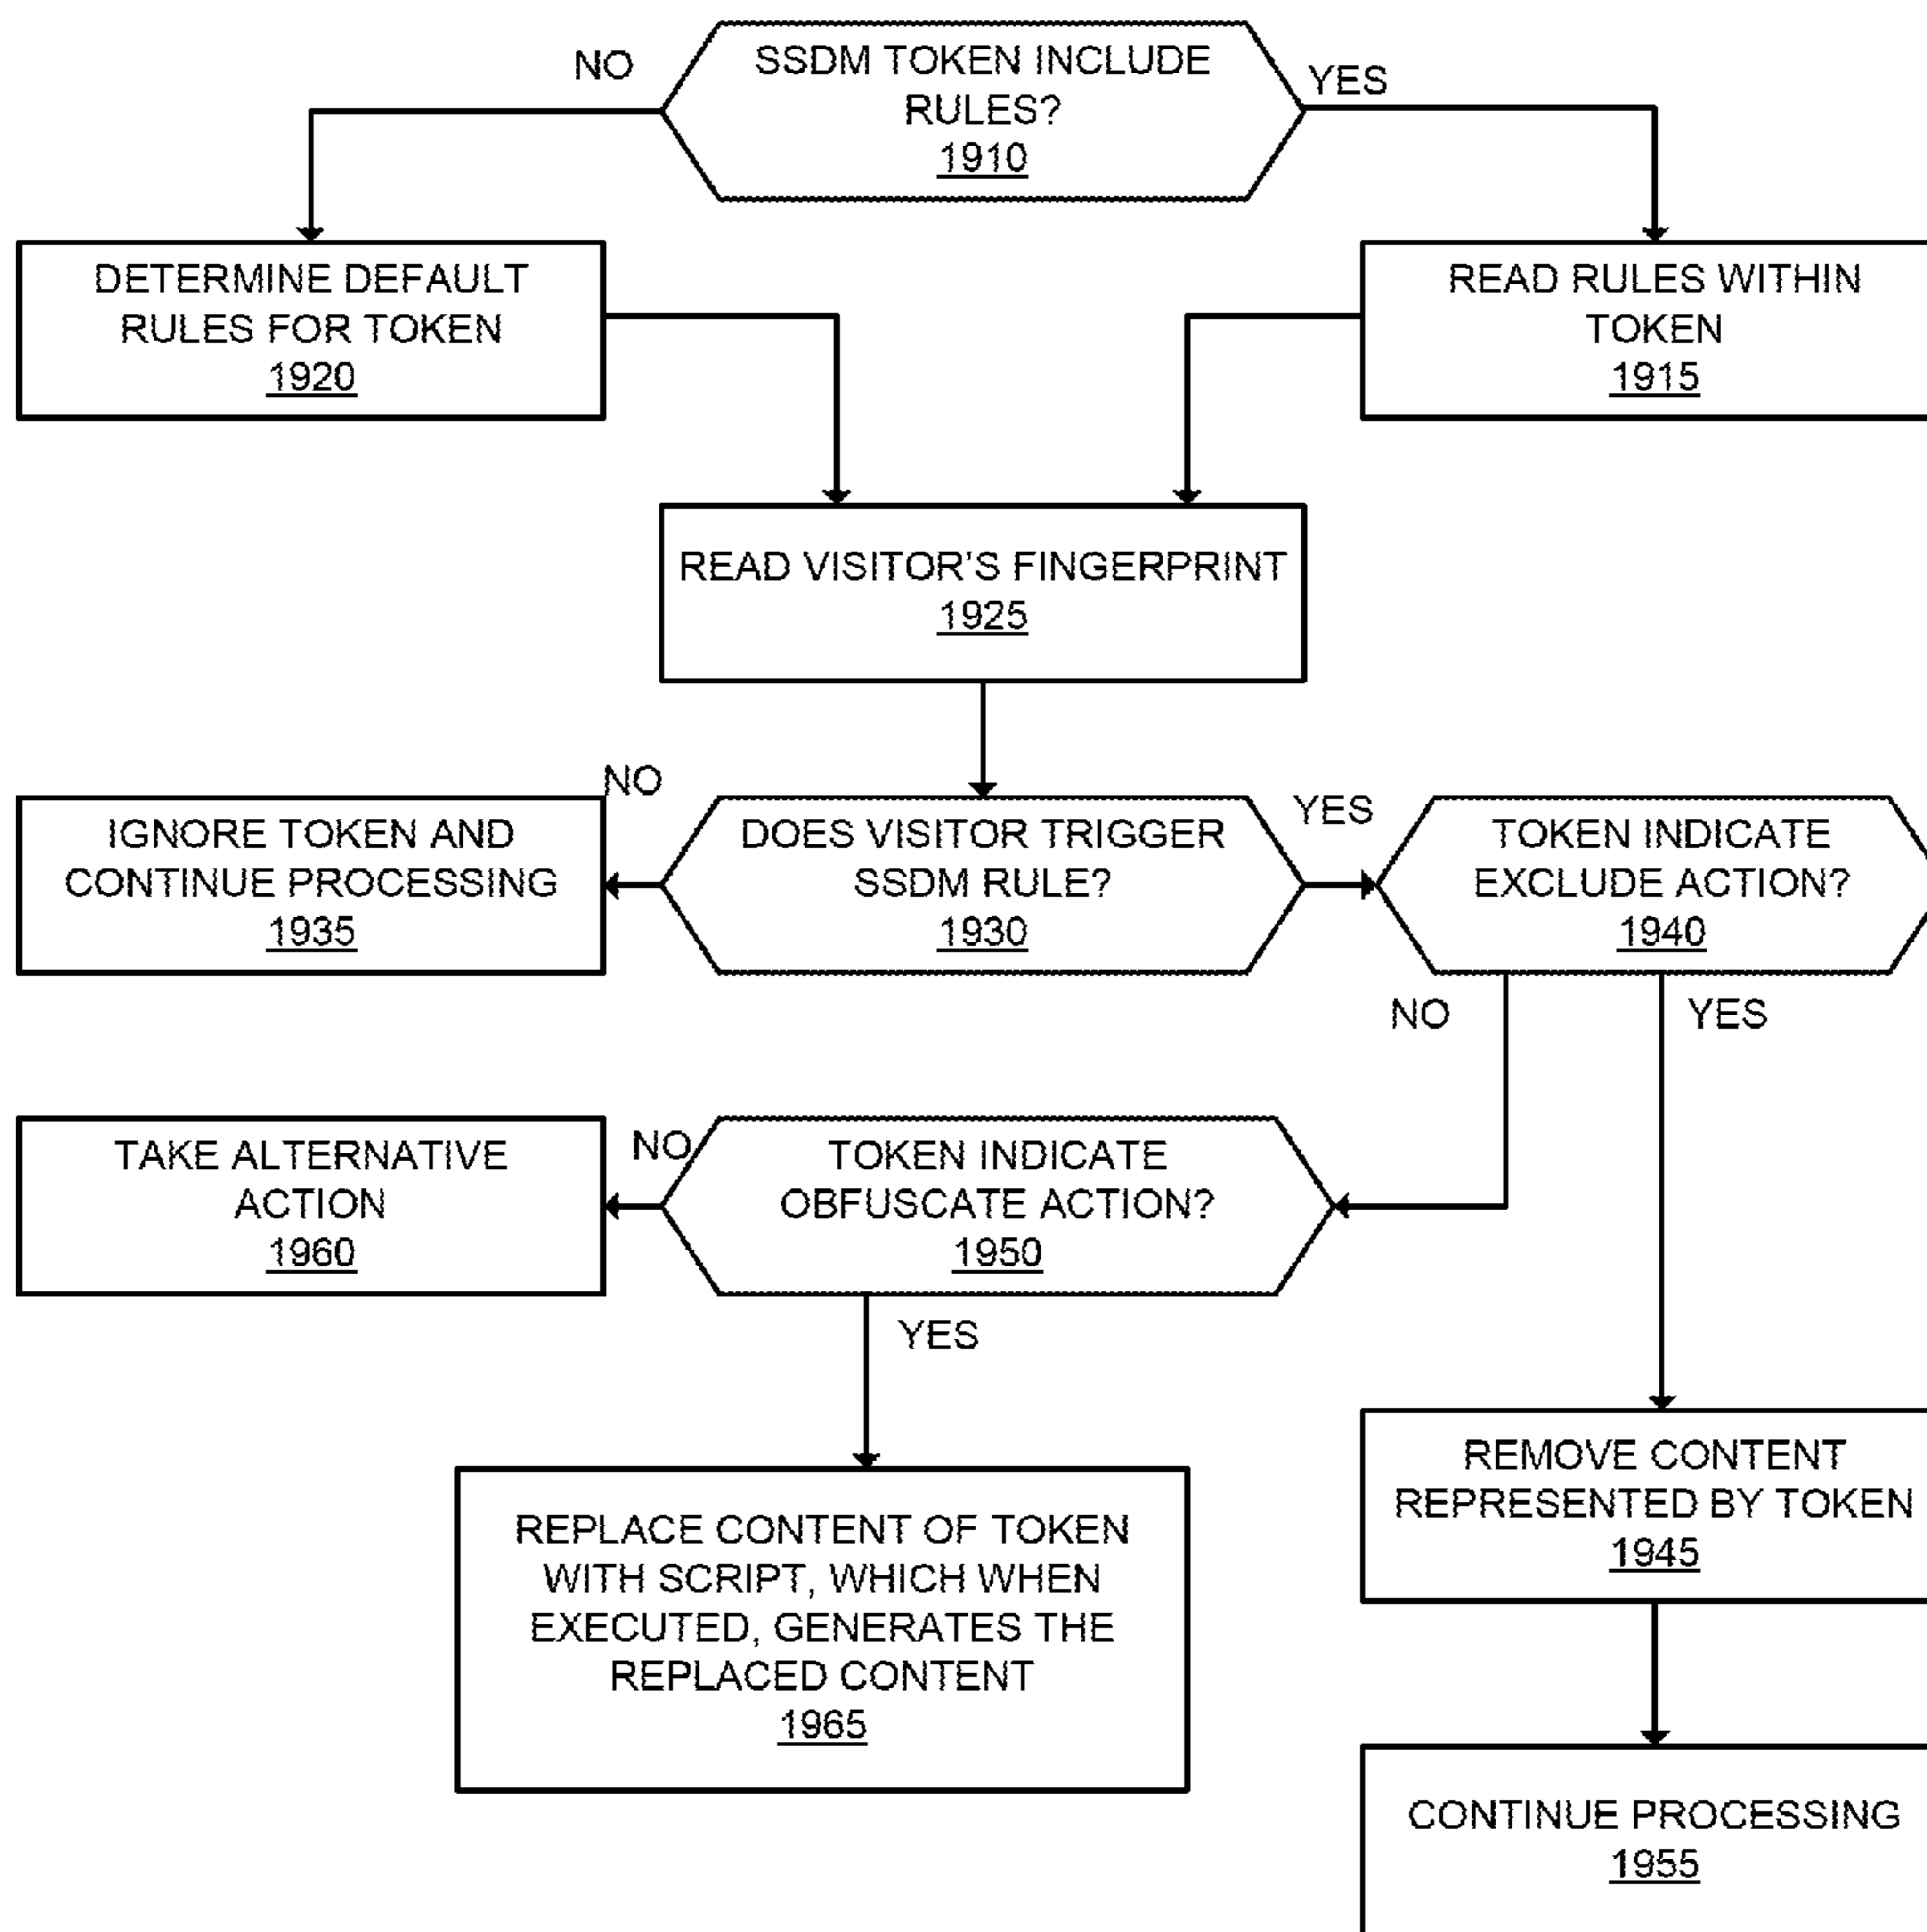 NO
SSDM TOKEN INCLUDE
RULES?
1910
YES
DETERMINE DEFAULT
RULES FOR TOKEN
1920
READ RULES WITHIN
TOKEN
1915
READ VISITOR'S FINGERPRINT
1925
NO
IGNORE TOKEN AND
CONTINUE PROCESSING
1935
DOES VISITOR TRIGGER
SSDM RULE?
1930
YES
TOKEN INDICATE
EXCLUDE ACTION?
1940
NO
YES
TAKE ALTERNATIVE
ACTION
1960
NO
TOKEN INDICATE
OBFUSCATE ACTION?
1950
YES
REPLACE CONTENT OF TOKEN
WITH SCRIPT, WHICH WHEN
EXECUTED, GENERATES THE
REPLACED CONTENT
1965
REMOVE CONTENT
REPRESENTED BY TOKEN
1945
CONTINUE PROCESSING
1955